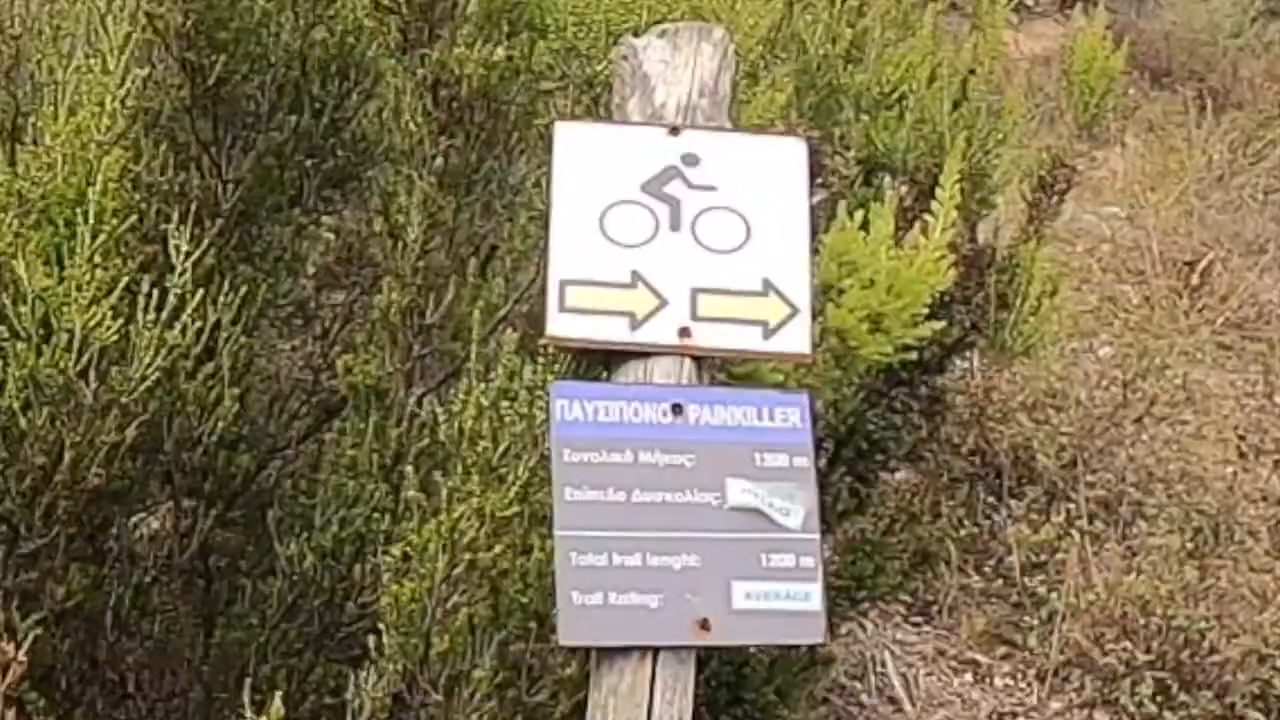 ΠΑΥΣΙΠΟΝΟ PAINKILLER
Συνολικό Μήκος: 1200 m
Επίπεδο Δυσκολίας:
Total trail lenght: 1200 m
Trail Rating: AVERAGE